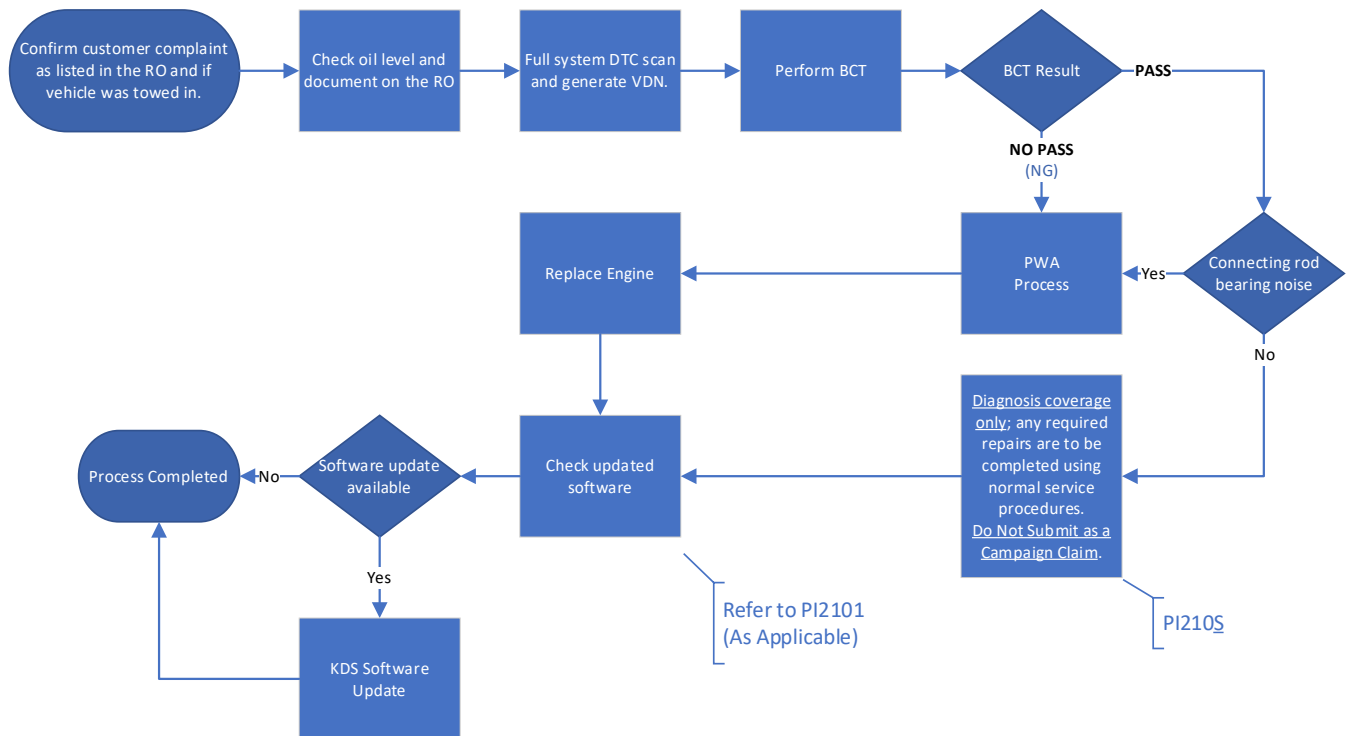 Confirm customer complaint
as listed in the RO and if
vehicle was towed in.
Check oil level and
document on the RO
Full system DTC scan
and generate VDN.
Perform BCT
BCT Result
PASS
NO PASS
(NG)
Replace Engine
PWA
Process
Yes
Connecting rod
bearing noise
No
Diagnosis coverage
only; any required
repairs are to be
completed using
normal service
procedures.
Do Not Submit as a
Campaign Claim.
Process Completed
No
Software update
available
Check updated
software
Yes
Refer to PI2101
(As Applicable)
PI210S
KDS Software
Update